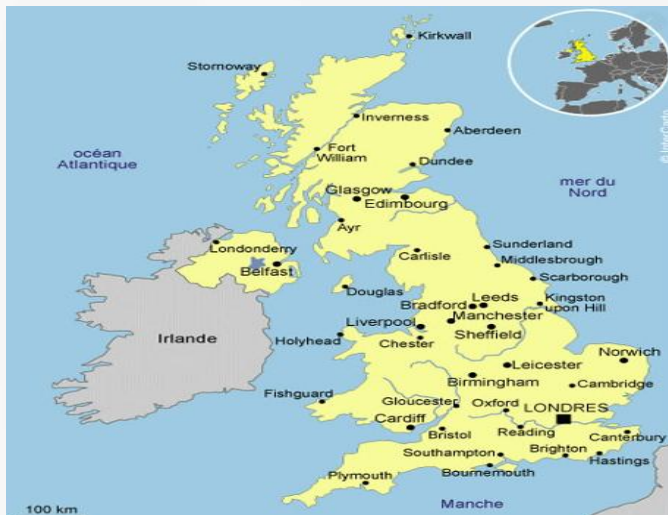 Kirkwall
Stornoway
Inverness
Aberdeen
océan
Atlantique
Fort
William
Dundee
mer du
Nord
Glasgow
Edimbourg
Ayr
Londonderry
Belfast
Carlisle
Sunderland
Middlesbrough
Scarborough
Douglas
Bradford
Leeds
Kingston
upon Hill
Liverpool
Manchester
Irlande
Holyhead
Chester
Sheffield
Norwich
Leicester
Birmingham
Cambridge
Fishguard
Gloucester
Oxford
LONDRES
Cardiff
Bristol
Reading
Canterbury
Southampton
Brighton
Hastings
Bournemouth
Plymouth
Manche
100 km